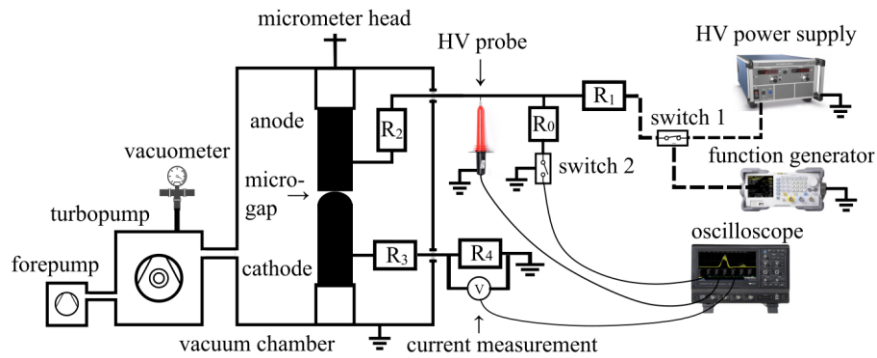 micrometer head
HV probe
HV power supply
R1
anode
R2
R0
switch 1
vacuometer
switch 2
function generator
micro-
gap
turbopump
oscilloscope
forepump
cathode
R3
R4
V
vacuum chamber
current measurement